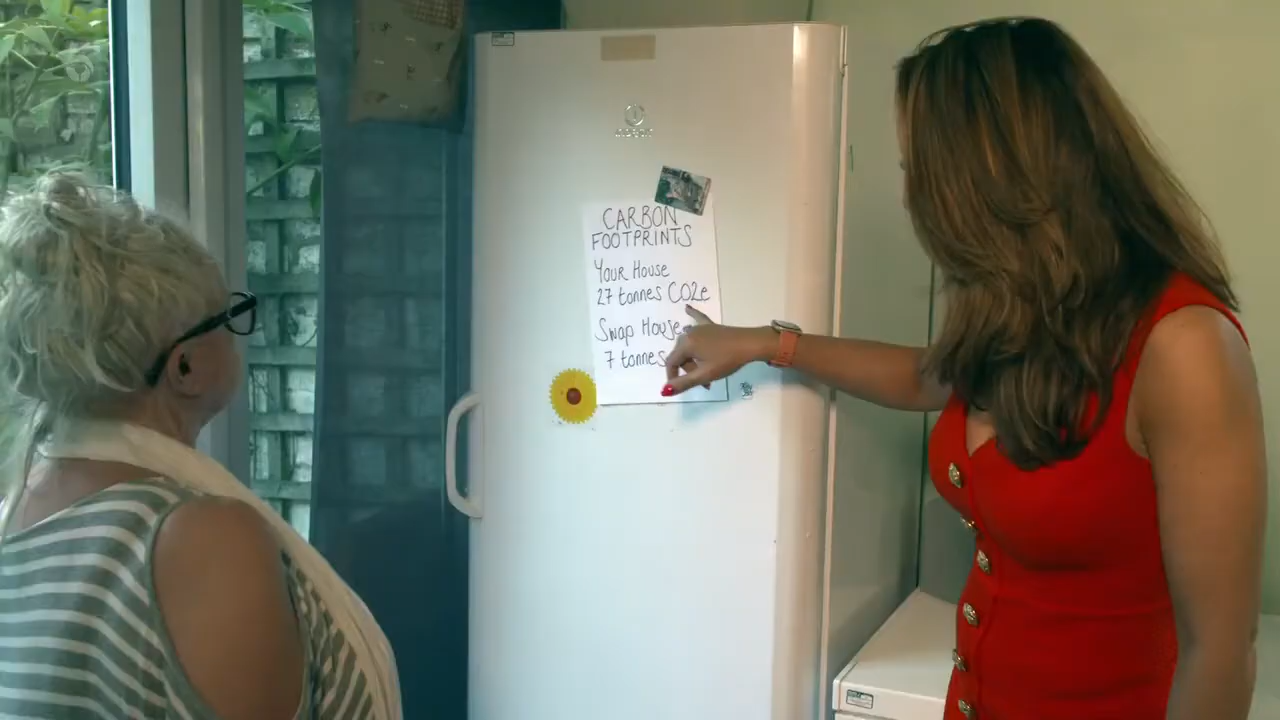 CARBON
FOOTPRINTS
Your House
27 tonnes CO2e
Swap House
7 tonnes